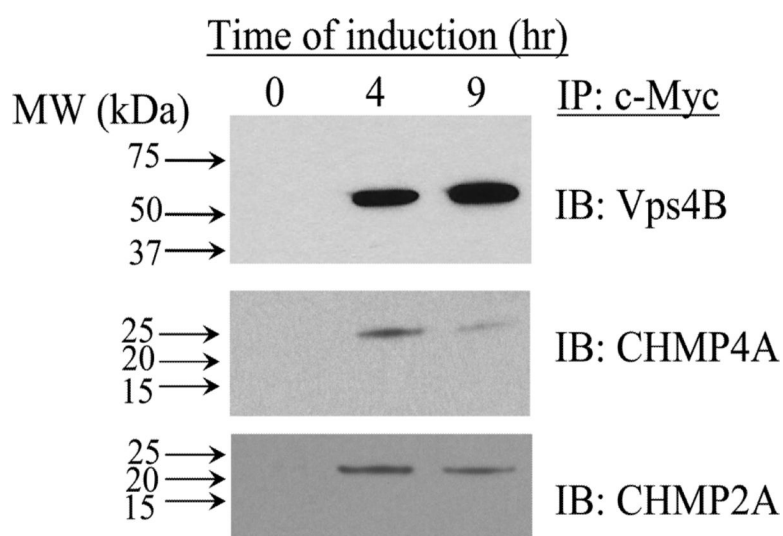 Time of induction (hr)
0 4 9 IP: c-Myc
MW (kDa)
75
50 IB: Vps4B
37
25
20 IB: CHMP4A
15
25
20
15 IB: CHMP2A